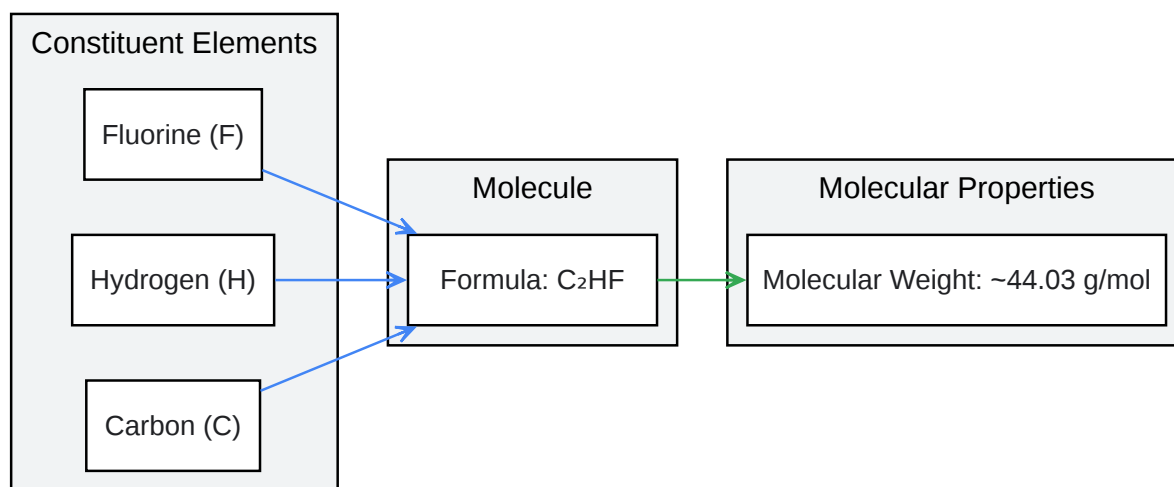 Constituent Elements
Fluorine (F)
Hydrogen (H)
Carbon (C)
Molecule
Formula: C₂HF
Molecular Properties
Molecular Weight: ~44.03 g/mol